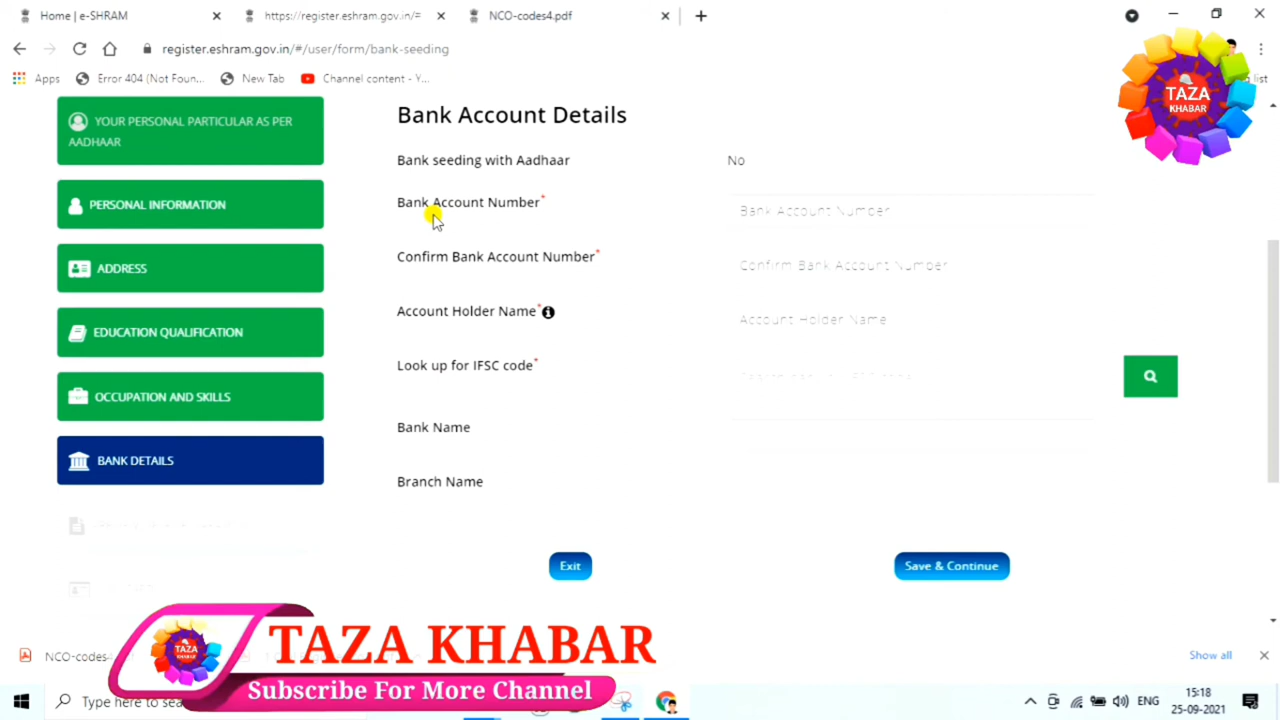 Home | e-SHRAM
https://register.eshram.gov.in/#
NCO-codes4.pdf
register.eshram.gov.in/#/user/form/bank-seeding
Apps
Error 404 (Not Foun...
New Tab
Channel content - Y...
list
TAZA
KHABAR
YOUR PERSONAL PARTICULAR AS PER
AADHAAR
PERSONAL INFORMATION
ADDRESS
EDUCATION QUALIFICATION
OCCUPATION AND SKILLS
BANK DETAILS
Bank Account Details
Bank seeding with Aadhaar
No
Bank Account Number*
Bank Account Number
Confirm Bank Account Number*
Confirm Bank Account Number
Account Holder Name*
Account Holder Name
Look up for IFSC code*
Bank Name
Branch Name
Exit
Save & Continue
TAZA
KHABAR
TAZA KHABAR
Subscribe For More Channel
NCO-codes
Show all
Type here to sea
ENG
15:18
25-09-2021